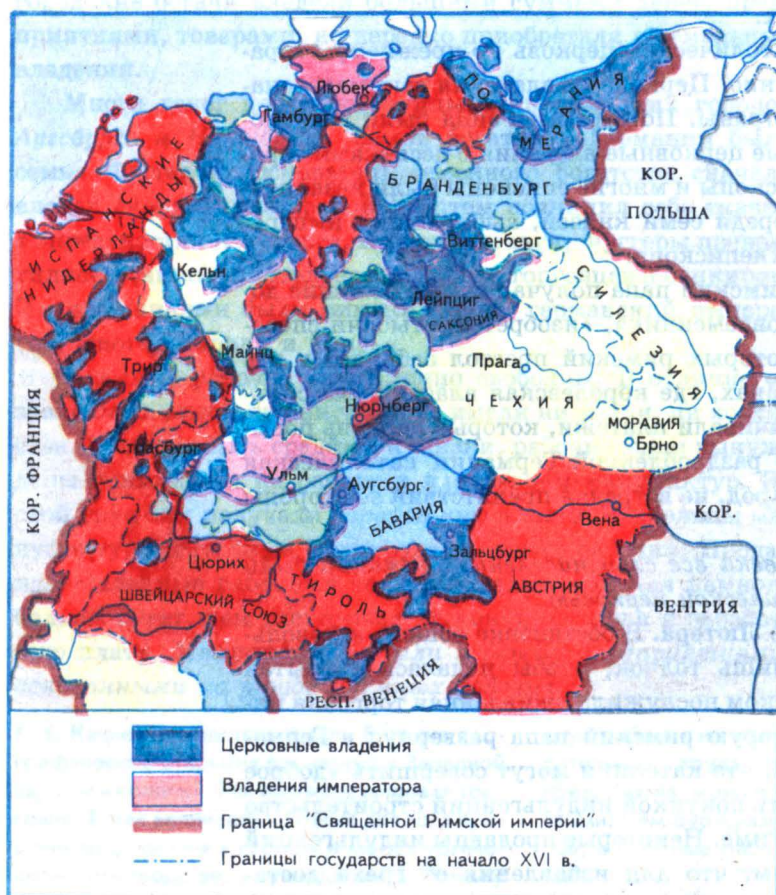 Любек
Гамбург
ПОМЕРАНИЯ
БРАНДЕНБУРГ
КОР.
ПОЛЬША
ИСПАНСКИЕ
НИДЕРЛАНДЫ
Виттенберг
Кельн
Лейпциг
САКСОНИЯ
СИЛЕЗИЯ
Майнц
Трир
Прага
ЧЕХИЯ
Нюрнберг
МОРАВИЯ
Брно
КОР. ФРАНЦИЯ
Страсбург
Ульм
Аугсбург
БАВАРИЯ
Вена
КОР.
ВЕНГРИЯ
Зальцбург
Цюрих
ШВЕЙЦАРСКИЙ СОЮЗ
ТИРОЛЬ
АВСТРИЯ
РЕСП. ВЕНЕЦИЯ
Церковные владения
Владения императора
Граница "Священной Римской империи"
Границы государств на начало XVI в.